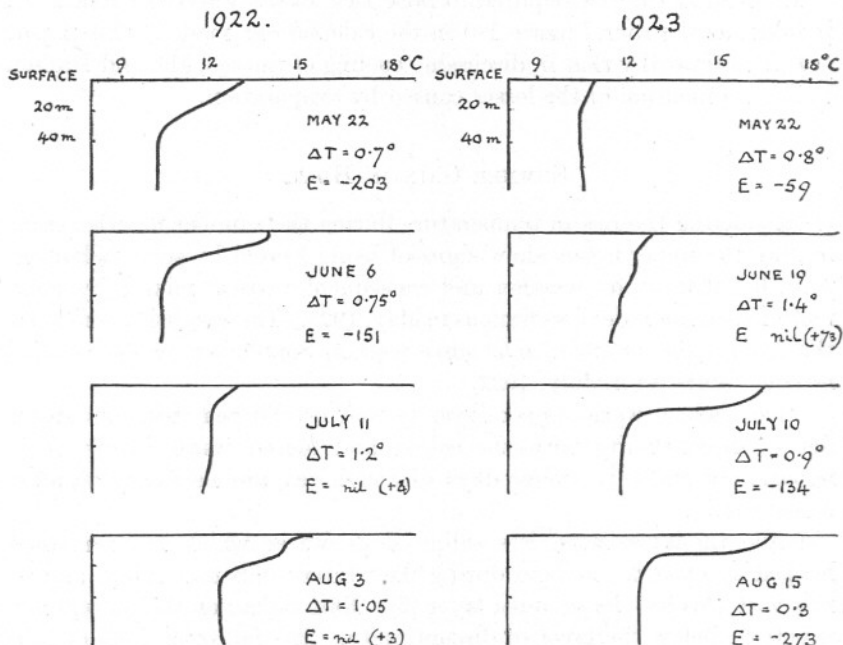 1922.
9 12 15 18°C
SURFACE
20m
40m
MAY 22
ΔT = 0·7°
E = -203
JUNE 6
ΔT = 0·75°
E = -151
JULY 11
ΔT = 1·2°
E = nil (+8)
AUG 3
ΔT = 1·05
E = nil (+3)
1923
9 12 15 18°C
SURFACE
20m
40m
MAY 22
ΔT = 0·8°
E = -59
JUNE 19
ΔT = 1·4°
E nil (+73)
JULY 10
ΔT = 0·9°
E = -134
AUG 15
ΔT = 0·3
E = -273